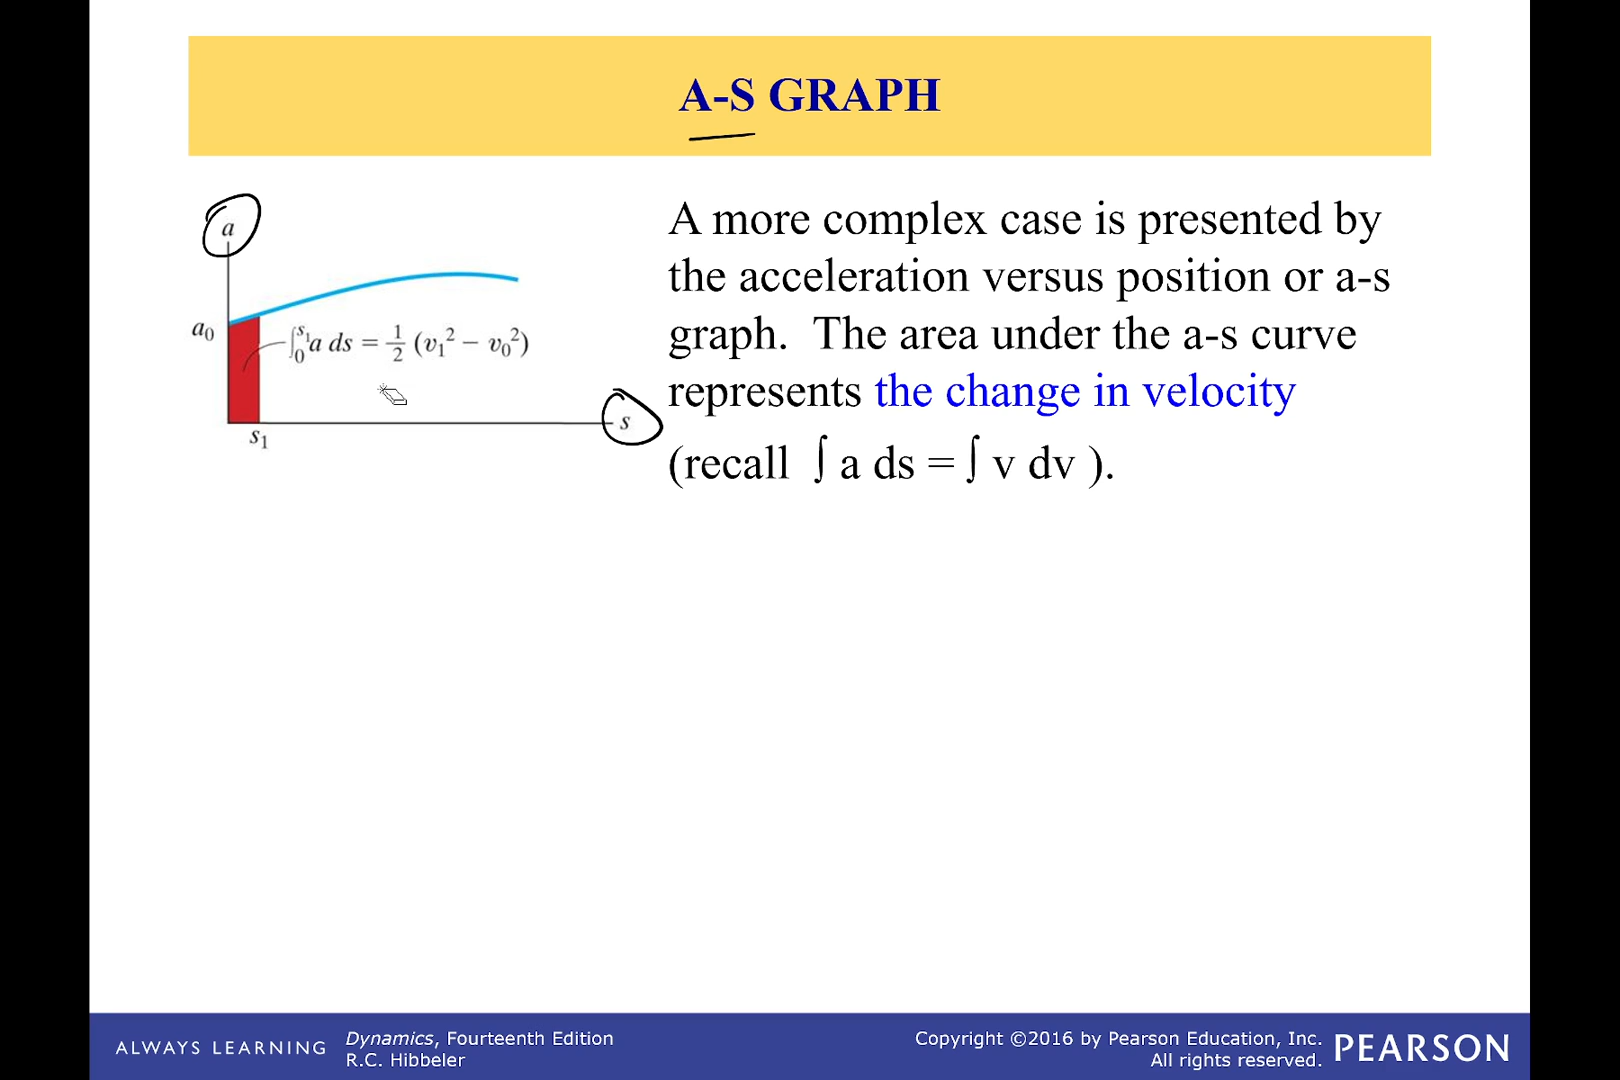 A-S GRAPH
a
a₀
∫₀^s₁ a ds = 1/2 (v₁² − v₀²)
s
s₁
A more complex case is presented by
the acceleration versus position or a-s
graph.  The area under the a-s curve
represents the change in velocity
(recall ∫ a ds = ∫ v dv ).
ALWAYS LEARNING
Dynamics, Fourteenth Edition
R.C. Hibbeler
Copyright ©2016 by Pearson Education, Inc.
All rights reserved.
PEARSON